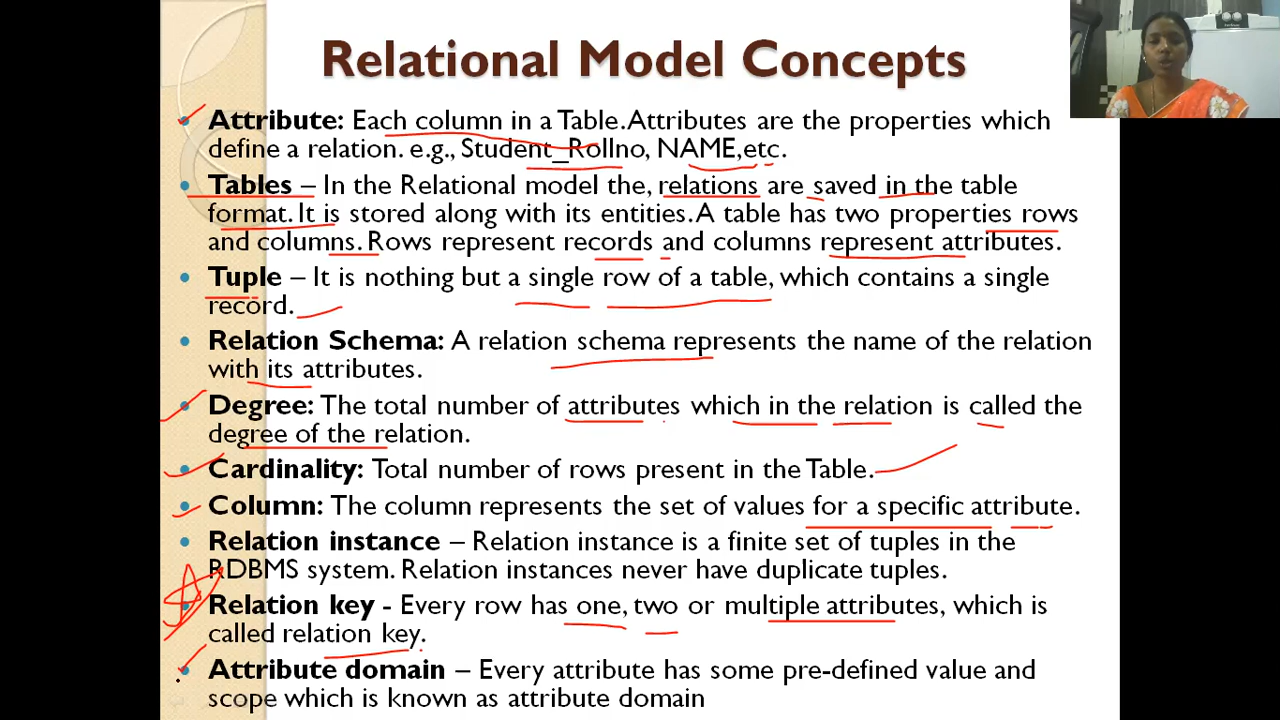 Relational Model Concepts
Attribute: Each column in a Table. Attributes are the properties which
define a relation. e.g., Student_Rollno, NAME,etc.
Tables – In the Relational model the, relations are saved in the table
format. It is stored along with its entities. A table has two properties rows
and columns. Rows represent records and columns represent attributes.
Tuple – It is nothing but a single row of a table, which contains a single
record.
Relation Schema: A relation schema represents the name of the relation
with its attributes.
Degree: The total number of attributes which in the relation is called the
degree of the relation.
Cardinality: Total number of rows present in the Table.
Column: The column represents the set of values for a specific attribute.
Relation instance – Relation instance is a finite set of tuples in the
RDBMS system. Relation instances never have duplicate tuples.
Relation key - Every row has one, two or multiple attributes, which is
called relation key.
Attribute domain – Every attribute has some pre-defined value and
scope which is known as attribute domain